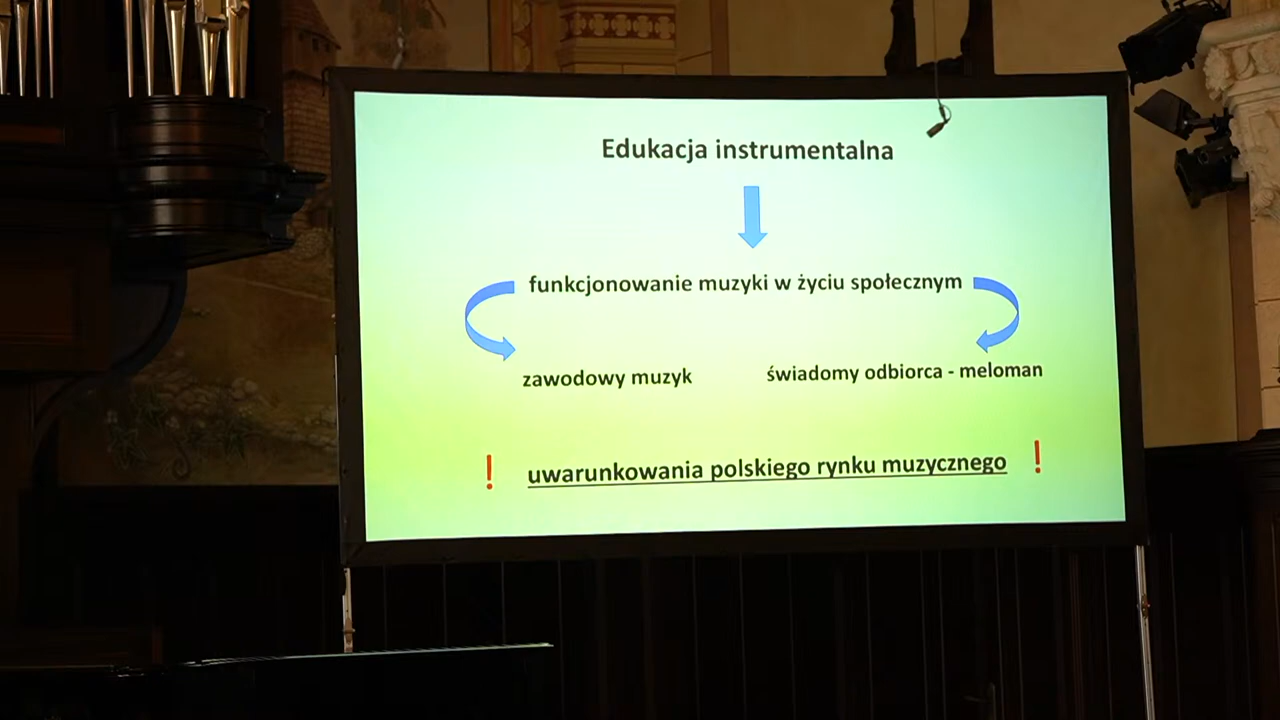 Edukacja instrumentalna
funkcjonowanie muzyki w życiu społecznym
zawodowy muzyk
świadomy odbiorca - meloman
! uwarunkowania polskiego rynku muzycznego !